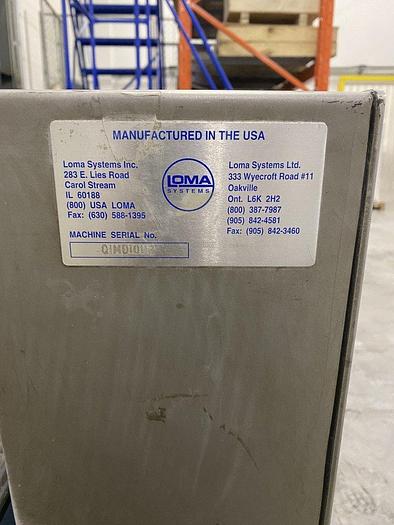 MANUFACTURED IN THE USA
Loma Systems Inc.
283 E. Lies Road
Carol Stream
IL 60188
(800) USA LOMA
Fax: (630) 588-1395
LOMA
SYSTEMS
Loma Systems Ltd.
333 Wyecroft Road #11
Oakville
Ont. L6K 2H2
(800) 387-7987
(905) 842-4581
Fax: (905) 842-3460
MACHINE SERIAL No.